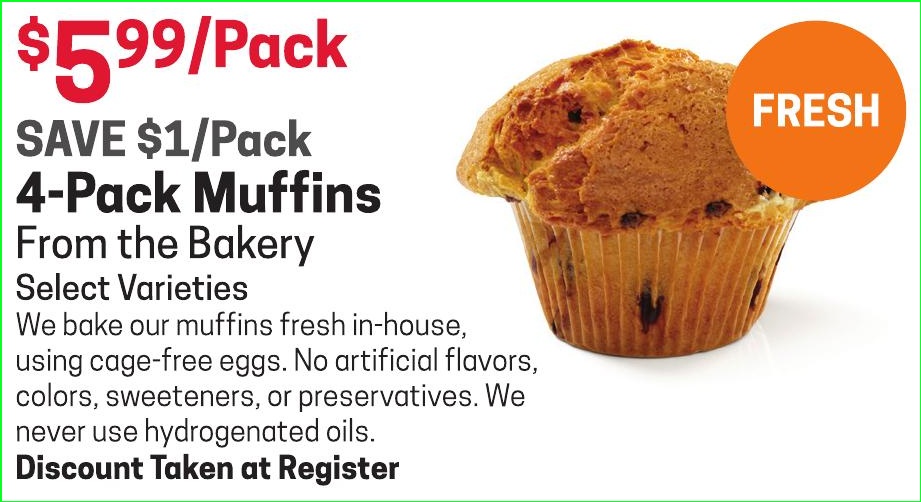 $5.99/Pack
FRESH
SAVE $1/Pack
4-Pack Muffins
From the Bakery
Select Varieties
We bake our muffins fresh in-house,
using cage-free eggs. No artificial flavors,
colors, sweeteners, or preservatives. We
never use hydrogenated oils.
Discount Taken at Register